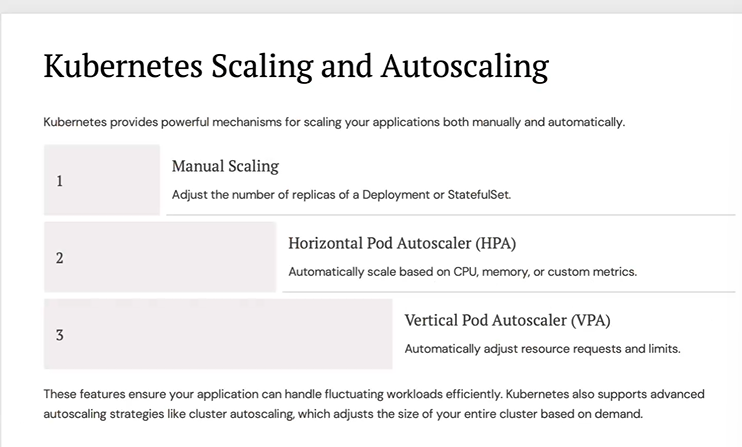 Kubernetes Scaling and Autoscaling
Kubernetes provides powerful mechanisms for scaling your applications both manually and automatically.
1
Manual Scaling
Adjust the number of replicas of a Deployment or StatefulSet.
2
Horizontal Pod Autoscaler (HPA)
Automatically scale based on CPU, memory, or custom metrics.
3
Vertical Pod Autoscaler (VPA)
Automatically adjust resource requests and limits.
These features ensure your application can handle fluctuating workloads efficiently. Kubernetes also supports advanced
autoscaling strategies like cluster autoscaling, which adjusts the size of your entire cluster based on demand.